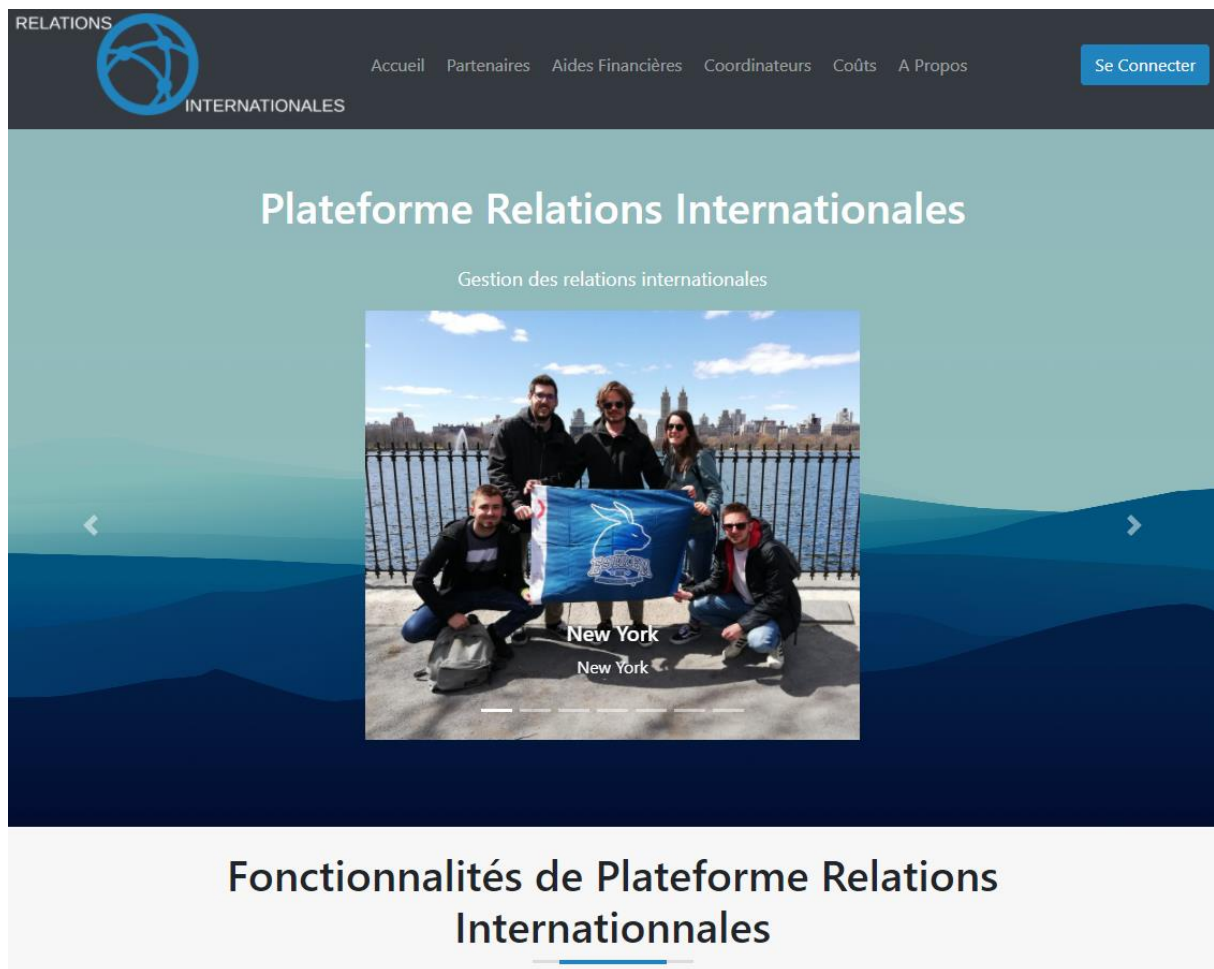 RELATIONS
INTERNATIONALES
Accueil Partenaires Aides Financières Coordinateurs Coûts A Propos
Se Connecter
Plateforme Relations Internationales
Gestion des relations internationales
New York
New York
Fonctionnalités de Plateforme Relations
Internationnales